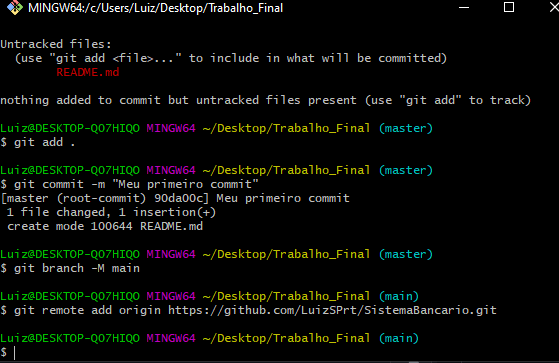 MINGW64:/c/Users/Luiz/Desktop/Trabalho_Final
Untracked files:
(use "git add <file>..." to include in what will be committed)
README.md
nothing added to commit but untracked files present (use "git add" to track)
Luiz@DESKTOP-QO7HIQO MINGW64 ~/Desktop/Trabalho_Final (master)
$ git add .
Luiz@DESKTOP-QO7HIQO MINGW64 ~/Desktop/Trabalho_Final (master)
$ git commit -m "Meu primeiro commit"
[master (root-commit) 90da00c] Meu primeiro commit
1 file changed, 1 insertion(+)
create mode 100644 README.md
Luiz@DESKTOP-QO7HIQO MINGW64 ~/Desktop/Trabalho_Final (master)
$ git branch -M main
Luiz@DESKTOP-QO7HIQO MINGW64 ~/Desktop/Trabalho_Final (main)
$ git remote add origin https://github.com/LuizSPrt/SistemaBancario.git
Luiz@DESKTOP-QO7HIQO MINGW64 ~/Desktop/Trabalho_Final (main)
$